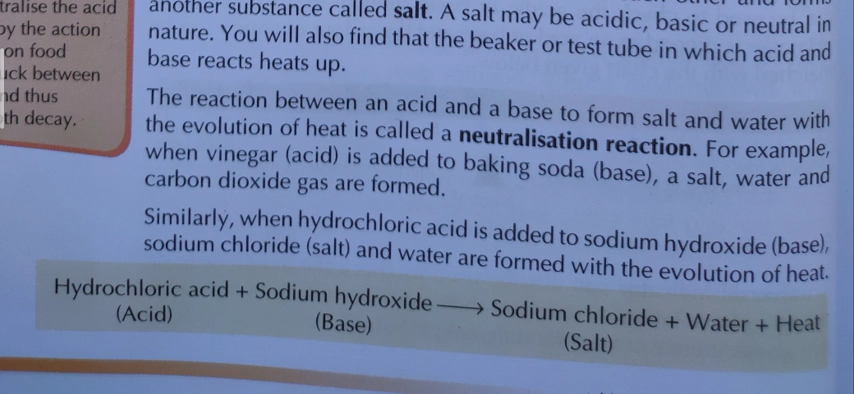 tralise the acid
by the action
on food
uck between
nd thus
th decay.
another substance called salt. A salt may be acidic, basic or neutral in
nature. You will also find that the beaker or test tube in which acid and
base reacts heats up.
The reaction between an acid and a base to form salt and water with
the evolution of heat is called a neutralisation reaction. For example,
when vinegar (acid) is added to baking soda (base), a salt, water and
carbon dioxide gas are formed.
Similarly, when hydrochloric acid is added to sodium hydroxide (base),
sodium chloride (salt) and water are formed with the evolution of heat.
Hydrochloric acid + Sodium hydroxide ⟶ Sodium chloride + Water + Heat
(Acid) (Base) (Salt)